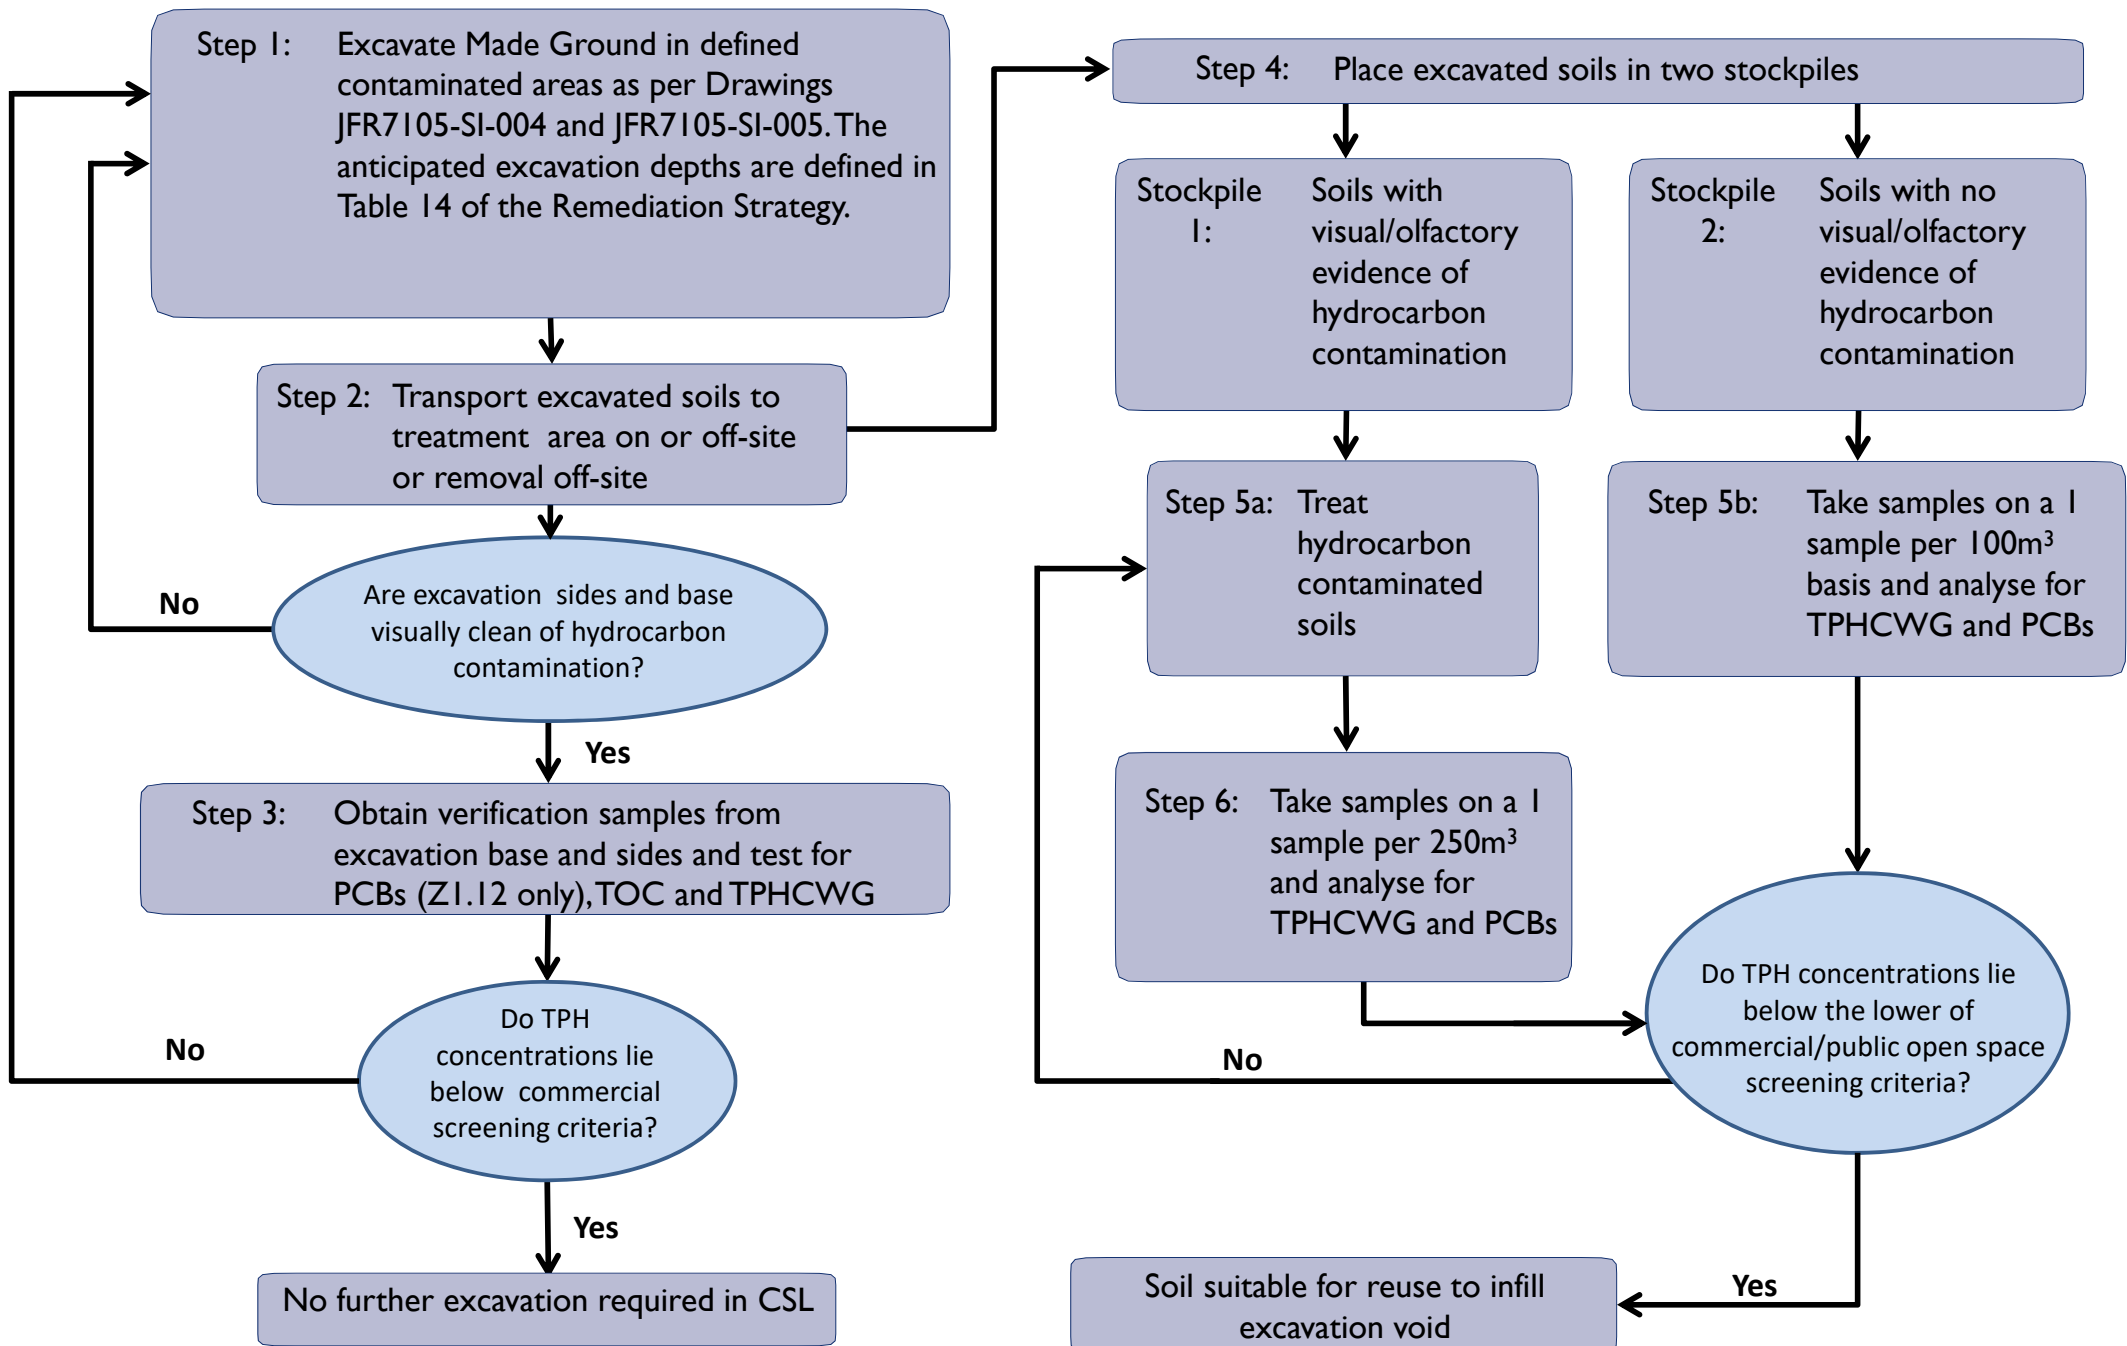 Step 1: Excavate Made Ground in defined
contaminated areas as per Drawings
JFR7105-SI-004 and JFR7105-SI-005. The
anticipated excavation depths are defined in
Table 14 of the Remediation Strategy.
Step 2: Transport excavated soils to
treatment area on or off-site
or removal off-site
Are excavation sides and base
visually clean of hydrocarbon
contamination?
No
Yes
Step 3: Obtain verification samples from
excavation base and sides and test for
PCBs (Z1.12 only), TOC and TPHCWG
Do TPH
concentrations lie
below commercial
screening criteria?
No
Yes
No further excavation required in CSL
Step 4: Place excavated soils in two stockpiles
Stockpile
1:
Soils with
visual/olfactory
evidence of
hydrocarbon
contamination
Stockpile
2:
Soils with no
visual/olfactory
evidence of
hydrocarbon
contamination
Step 5a: Treat
hydrocarbon
contaminated
soils
Step 5b: Take samples on a 1
sample per 100m³
basis and analyse for
TPHCWG and PCBs
Step 6: Take samples on a 1
sample per 250m³
and analyse for
TPHCWG and PCBs
Do TPH concentrations lie
below the lower of
commercial/public open space
screening criteria?
No
Yes
Soil suitable for reuse to infill
excavation void